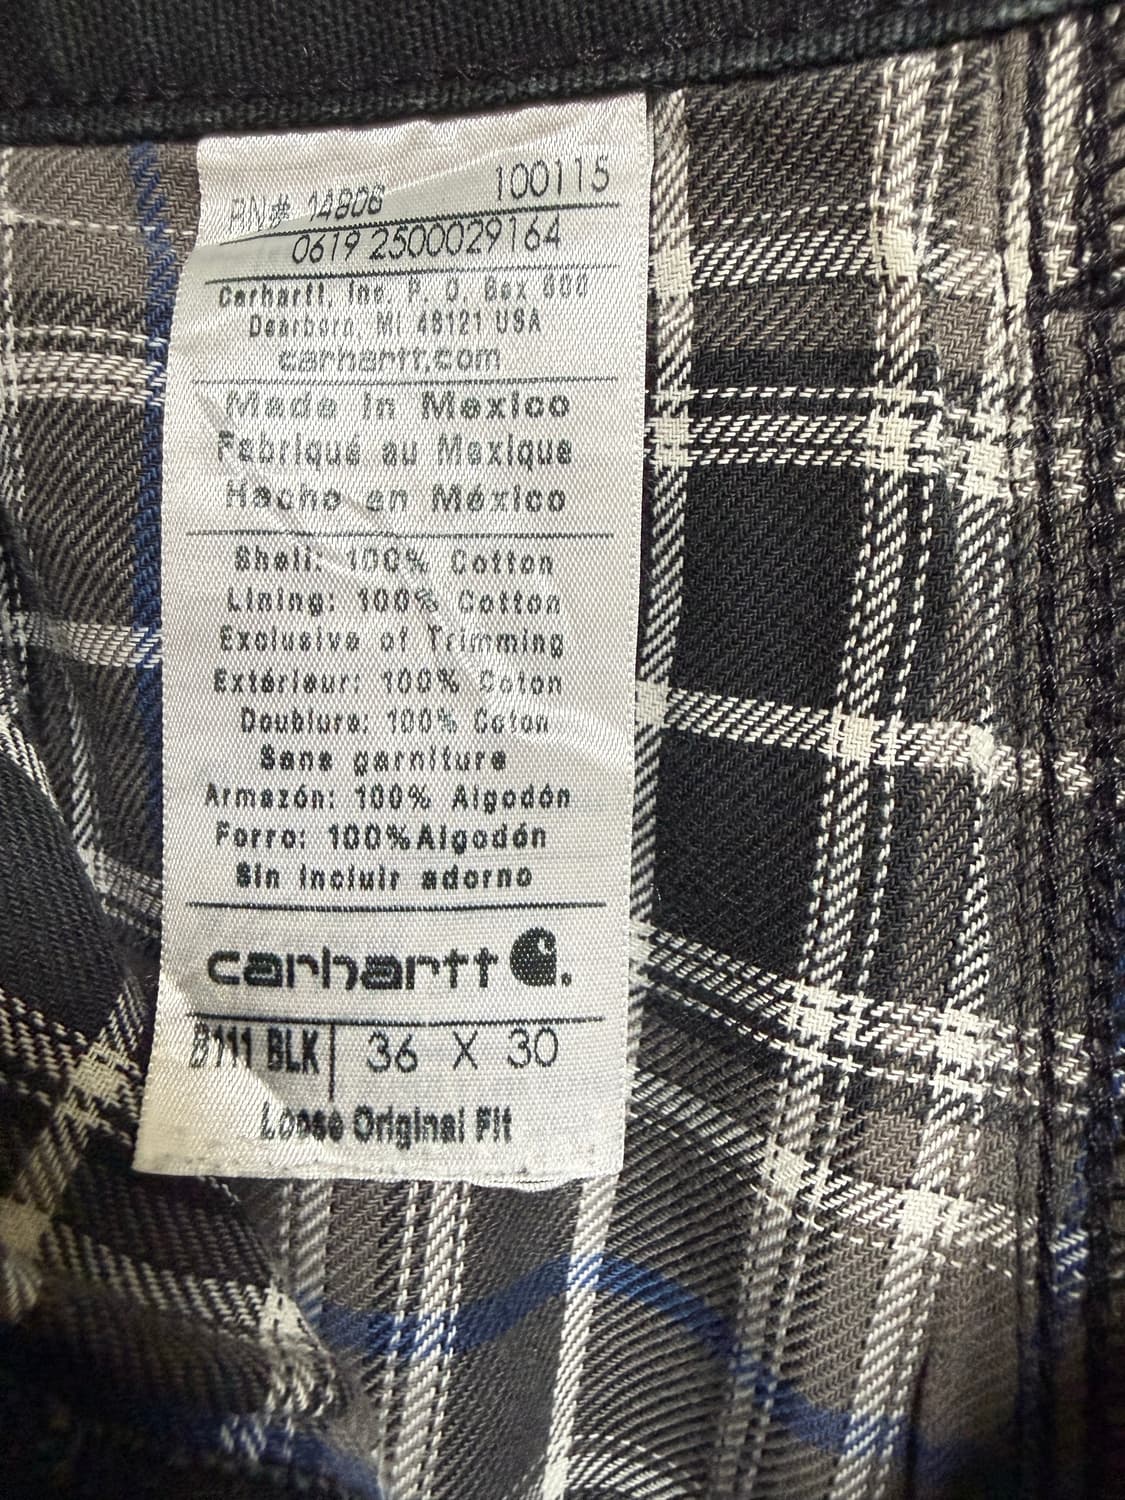 RN# 14806 100115
0619 2500029164
Carhartt, Inc. P. O. Box 600
Dearborn, MI 48121 USA
carhartt.com
Made in Mexico
Fabriqué au Mexique
Hecho en México
Shell: 100% Cotton
Lining: 100% Cotton
Exclusive of Trimming
Extérieur: 100% Coton
Doublure: 100% Coton
Sans garniture
Armazón: 100% Algodón
Forro: 100%Algodón
Sin incluir adorno
carhartt
B111 BLK 36 X 30
Loose Original Fit